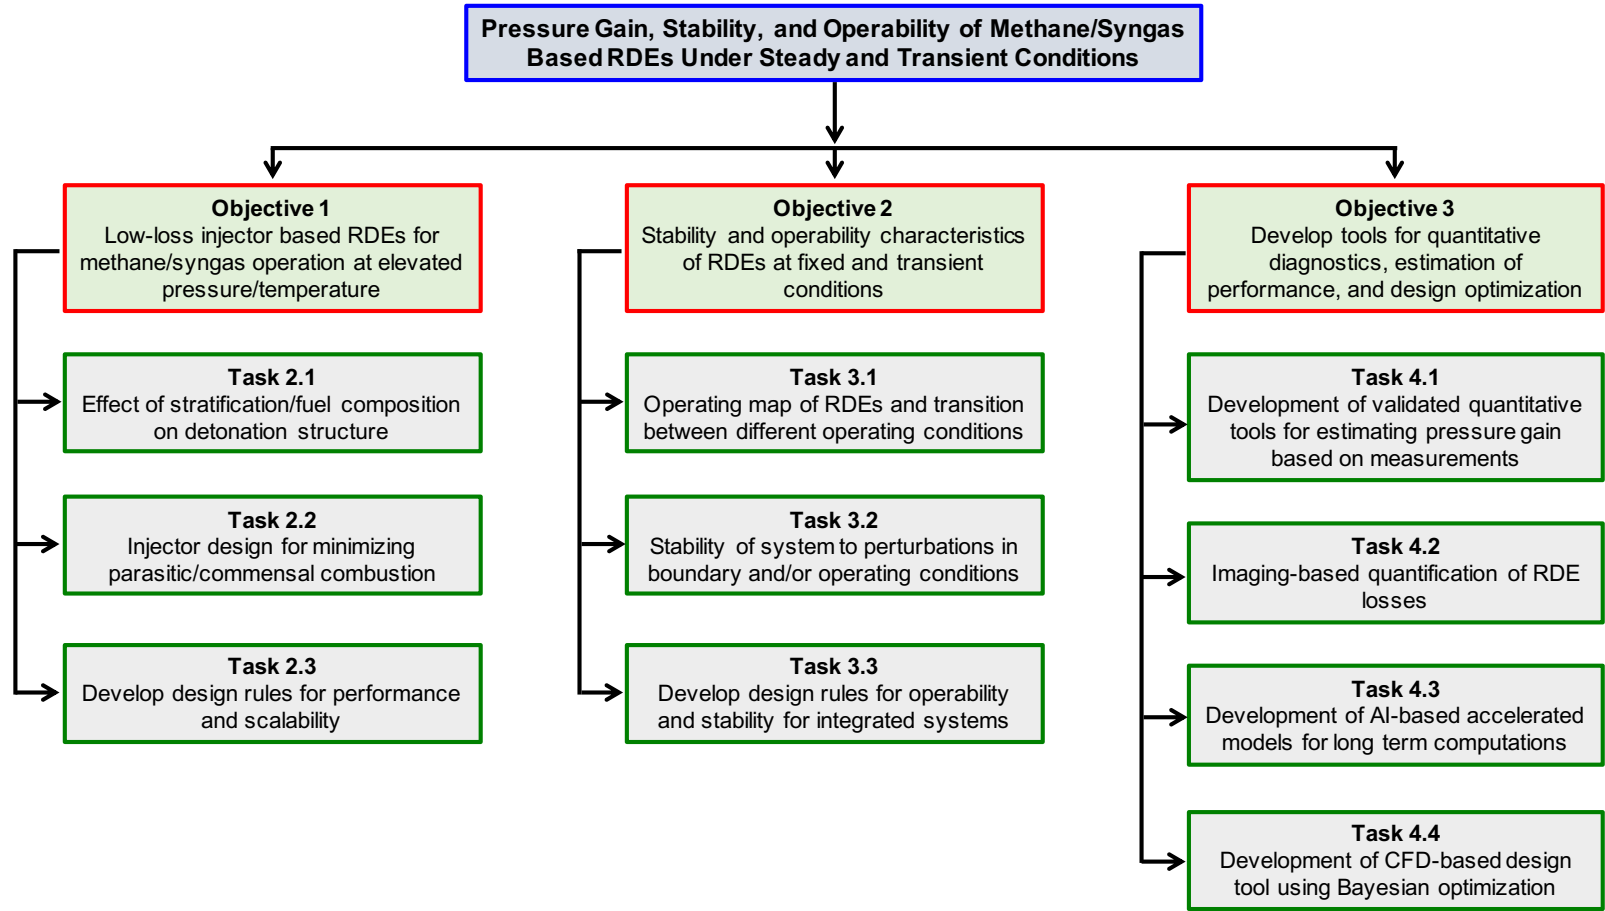 Pressure Gain, Stability, and Operability of Methane/Syngas
Based RDEs Under Steady and Transient Conditions
Objective 1
Low-loss injector based RDEs for
methane/syngas operation at elevated
pressure/temperature
Task 2.1
Effect of stratification/fuel composition
on detonation structure
Task 2.2
Injector design for minimizing
parasitic/commensal combustion
Task 2.3
Develop design rules for performance
and scalability
Objective 2
Stability and operability characteristics
of RDEs at fixed and transient
conditions
Task 3.1
Operating map of RDEs and transition
between different operating conditions
Task 3.2
Stability of system to perturbations in
boundary and/or operating conditions
Task 3.3
Develop design rules for operability
and stability for integrated systems
Objective 3
Develop tools for quantitative
diagnostics, estimation of
performance, and design optimization
Task 4.1
Development of validated quantitative
tools for estimating pressure gain
based on measurements
Task 4.2
Imaging-based quantification of RDE
losses
Task 4.3
Development of AI-based accelerated
models for long term computations
Task 4.4
Development of CFD-based design
tool using Bayesian optimization